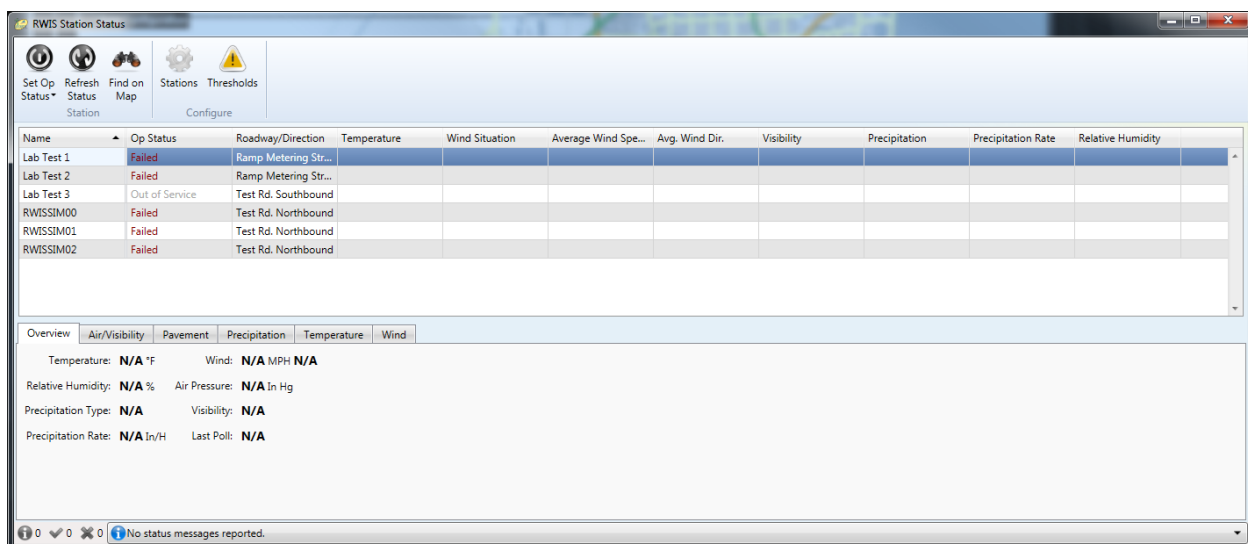 RWIS Station Status
Set Op Status Refresh Status Find on Map Stations Thresholds
Station Configure
Name Op Status Roadway/Direction Temperature Wind Situation Average Wind Spe... Avg. Wind Dir. Visibility Precipitation Precipitation Rate Relative Humidity
Lab Test 1 Failed Ramp Metering Str...
Lab Test 2 Failed Ramp Metering Str...
Lab Test 3 Out of Service Test Rd. Southbound
RWISSIM00 Failed Test Rd. Northbound
RWISSIM01 Failed Test Rd. Northbound
RWISSIM02 Failed Test Rd. Northbound
Overview Air/Visibility Pavement Precipitation Temperature Wind
Temperature: N/A °F Wind: N/A MPH N/A
Relative Humidity: N/A % Air Pressure: N/A In Hg
Precipitation Type: N/A Visibility: N/A
Precipitation Rate: N/A In/H Last Poll: N/A
0 0 0 No status messages reported.